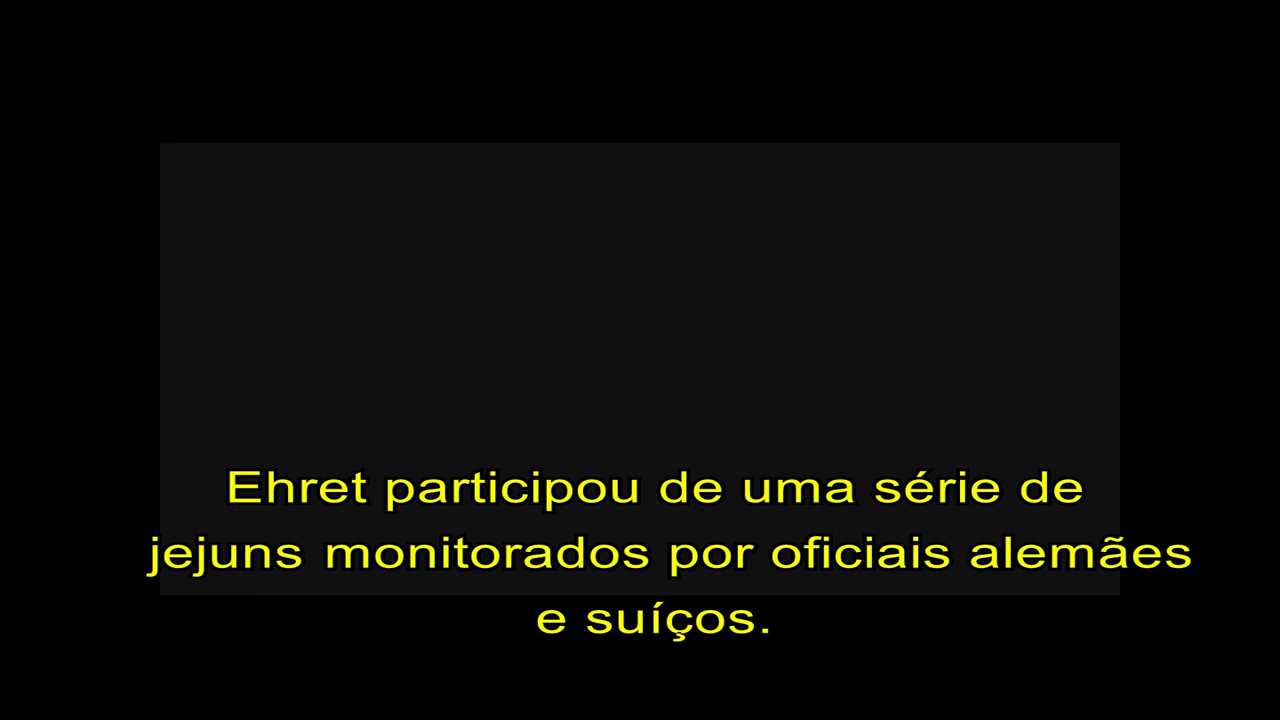 Ehret participou de uma série de
jejuns monitorados por oficiais alemães
e suíços.